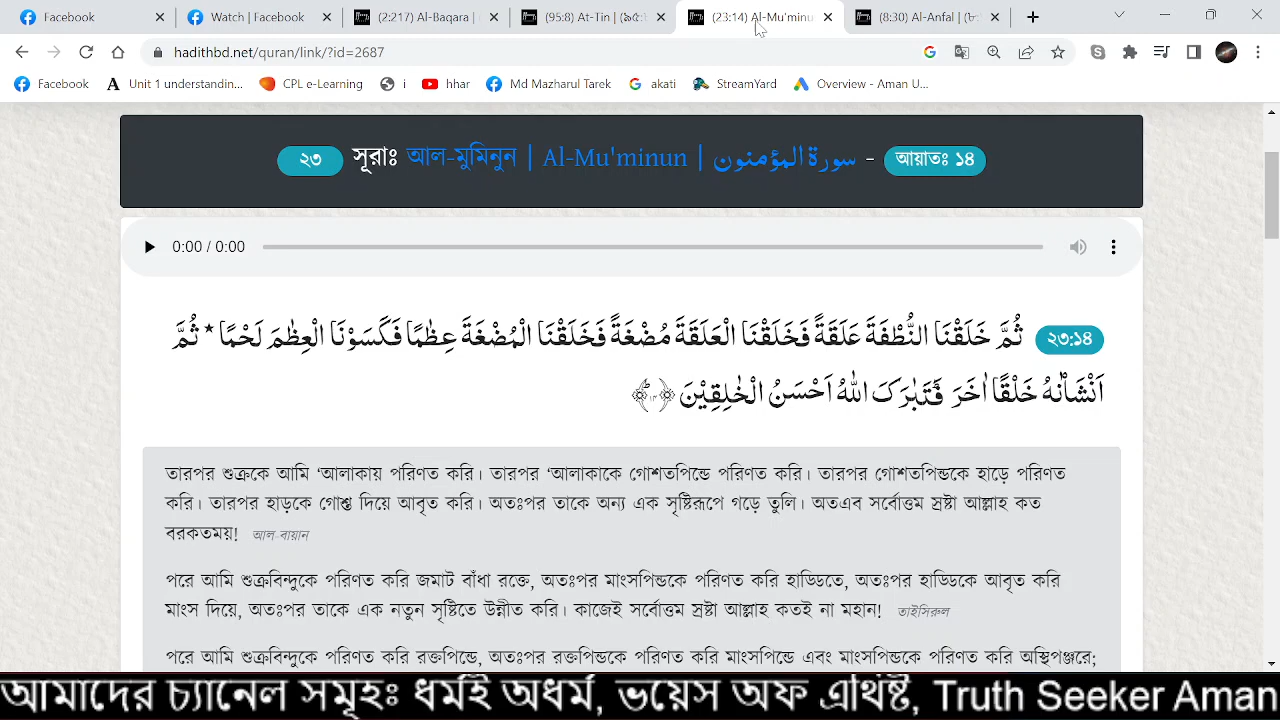 Facebook
Watch | Facebook
(2:217) Al-Baqara |
(95:8) At-Tin |
(23:14) Al-Mu'minu
(8:30) Al-Anfal |
hadithbd.net/quran/link/?id=2687
Facebook
Unit 1 understandin...
CPL e-Learning
i
hhar
Md Mazharul Tarek
akati
StreamYard
Overview - Aman U...
২৩ সূরাঃ আল-মুমিনুন | Al-Mu'minun | سورة المؤمنون - আয়াতঃ ১৪
0:00 / 0:00
২৩:১৪ ثُمَّ خَلَقْنَا النُّطْفَةَ عَلَقَةً فَخَلَقْنَا الْعَلَقَةَ مُضْغَةً فَخَلَقْنَا الْمُضْغَةَ عِظٰمًا فَكَسَوْنَا الْعِظٰمَ لَحْمًا ٭ ثُمَّ
اَنْشَاْنٰهُ خَلْقًا اٰخَرَ ؕ فَتَبٰرَکَ اللّٰهُ اَحْسَنُ الْخٰلِقِیْنَ ﴿ؕ۱۴﴾
তারপর শুক্রকে আমি ‘আলাকায় পরিণত করি। তারপর ‘আলাকাকে গোশতপিন্ডে পরিণত করি। তারপর গোশতপিন্ডকে হাড়ে পরিণত
করি। তারপর হাড়কে গোশ্ত দিয়ে আবৃত করি। অতঃপর তাকে অন্য এক সৃষ্টিরূপে গড়ে তুলি। অতএব সর্বোত্তম স্রষ্টা আল্লাহ কত
বরকতময়! আল-বায়ান
পরে আমি শুক্রবিন্দুকে পরিণত করি জমাট বাঁধা রক্তে, অতঃপর মাংসপিন্ডকে পরিণত করি হাড্ডিতে, অতঃপর হাড্ডিকে আবৃত করি
মাংস দিয়ে, অতঃপর তাকে এক নতুন সৃষ্টিতে উন্নীত করি। কাজেই সর্বোত্তম স্রষ্টা আল্লাহ কতই না মহান! তাইসিরুল
পরে আমি শুক্রবিন্দুকে পরিণত করি রক্তপিন্ডে, অতঃপর রক্তপিন্ডকে পরিণত করি মাংসপিন্ডে এবং মাংসপিন্ডকে পরিণত করি অস্থিপঞ্জরে;
আমাদের চ্যানেল সমূহঃ ধর্মই অধর্ম, ভয়েস অফ এথিষ্ট, Truth Seeker Aman